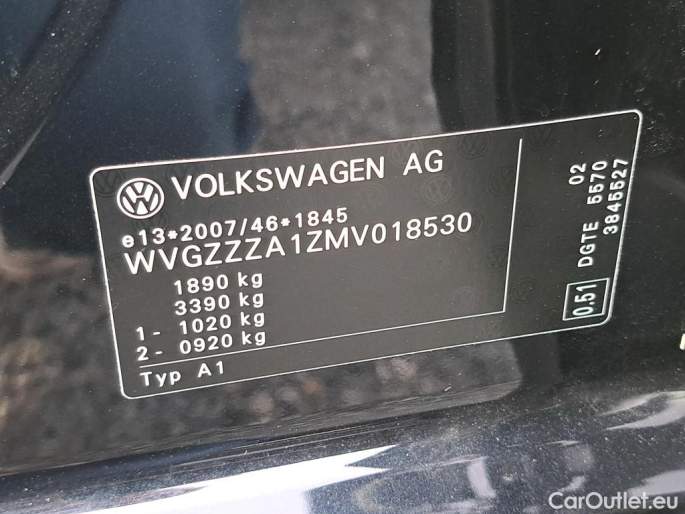 VOLKSWAGEN AG
e13*2007/46*1845
WVGZZZA1ZMV018530
1890 kg
3390 kg
1- 1020 kg
2- 0920 kg
Typ A1
02
DGTE 5570
3845527
0.51
CarOutlet.eu